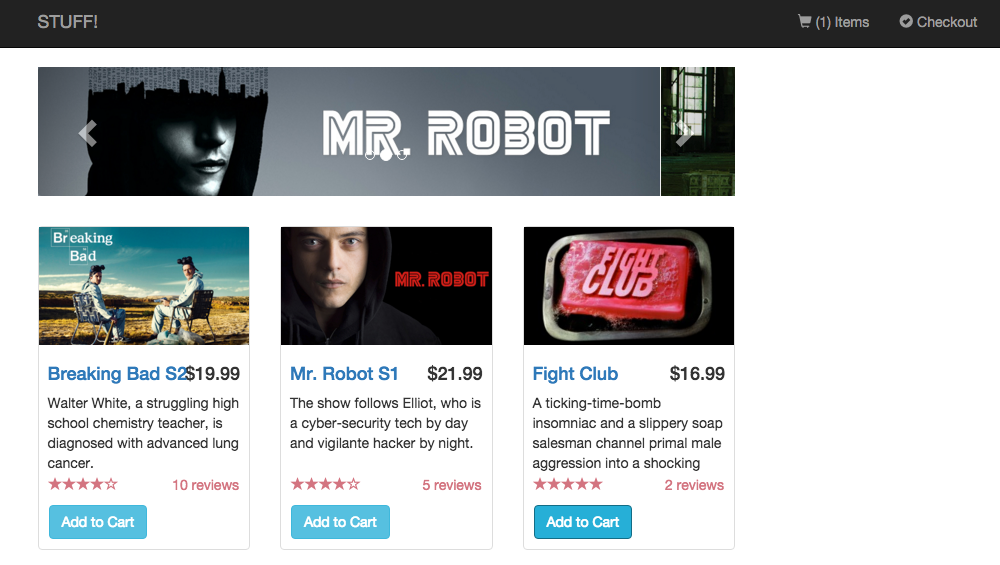 STUFF!
(1) Items
Checkout
MR. ROBOT
Breaking
Bad
MR. ROBOT
FIGHT
CLUB
Breaking Bad S2 $19.99
Mr. Robot S1 $21.99
Fight Club $16.99
Walter White, a struggling high
school chemistry teacher, is
diagnosed with advanced lung
cancer.
The show follows Elliot, who is
a cyber-security tech by day
and vigilante hacker by night.
A ticking-time-bomb
insomniac and a slippery soap
salesman channel primal male
aggression into a shocking
10 reviews
5 reviews
2 reviews
Add to Cart
Add to Cart
Add to Cart